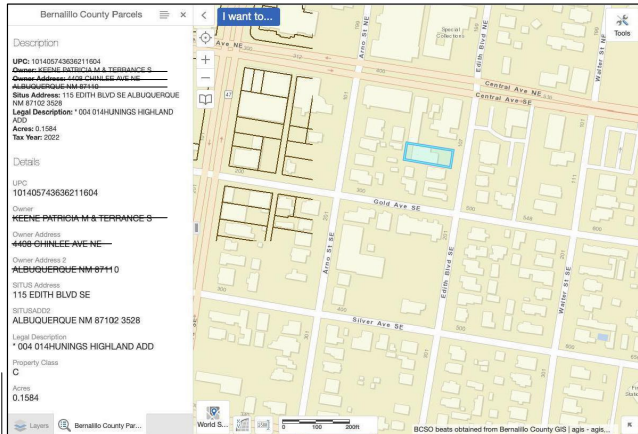 Bernalillo County Parcels
Description
UPC: 101405743636211604
Owner: KEENE PATRICIA M & TERRANCE S
Owner Address: 4408 CHINLEE AVE NE
ALBUQUERQUE NM 87110
Situs Address: 115 EDITH BLVD SE ALBUQUERQUE
NM 87102 3528
Legal Description: * 004 014HUNINGS HIGHLAND
ADD
Acres: 0.1584
Tax Year: 2022
Details
UPC
101405743636211604
Owner
KEENE PATRICIA M & TERRANCE S
Owner Address
4408 CHINLEE AVE NE
Owner Address 2
ALBUQUERQUE NM 87110
SITUS Address
115 EDITH BLVD SE
SITUSADD2
ALBUQUERQUE NM 87102 3528
Legal Description
* 004 014HUNINGS HIGHLAND ADD
Property Class
C
Acres
0.1584
Layers
Bernalillo County Par...
I want to...
Tools
Ave NE
Arno St NE
Special
Collections
Edith Blvd NE
Walter St NE
Central Ave NE
Central Ave SE
47
Gold Ave SE
Arno St SE
Edith Blvd SE
Walter St SE
Silver Ave SE
World S...
0 100 200ft
BCSO beats obtained from Bernalillo County GIS | agis - agis...